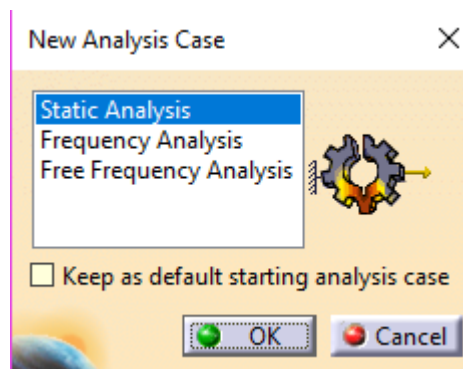 New Analysis Case
Static Analysis
Frequency Analysis
Free Frequency Analysis
Keep as default starting analysis case
OK
Cancel